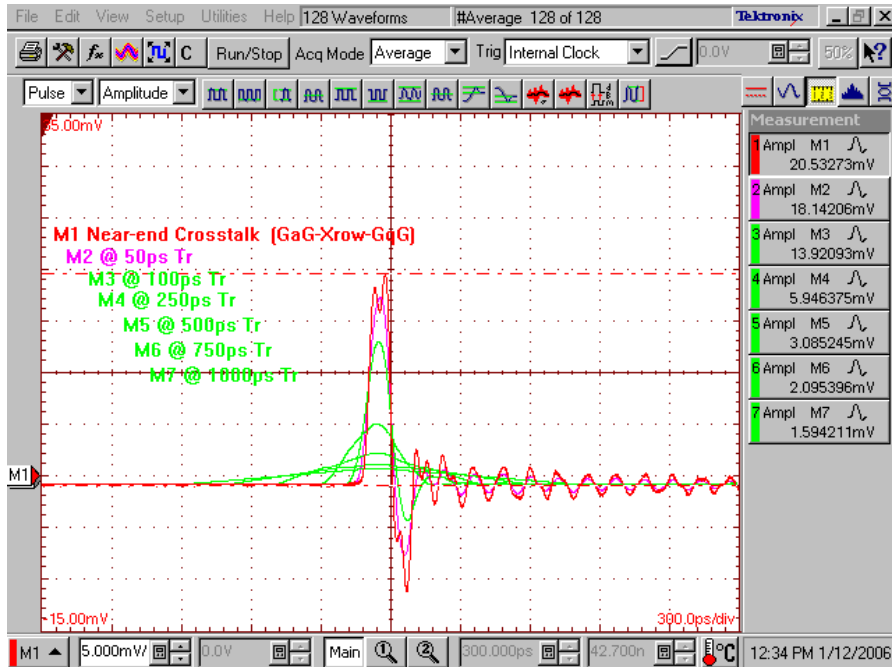 File Edit View Setup Utilities Help 128 Waveforms #Average 128 of 128 Tektronix
C Run/Stop Acq Mode Average Trig Internal Clock 0.0V 50%
Pulse Amplitude
35.00mV
M1 Near-end Crosstalk (GaG-Xrow-GqG)
M2 @ 50ps Tr
M3 @ 100ps Tr
M4 @ 250ps Tr
M5 @ 500ps Tr
M6 @ 750ps Tr
M7 @ 1000ps Tr
M1
-15.00mV
300.0ps/div
Measurement
1 Ampl M1
20.53273mV
2 Ampl M2
18.14206mV
3 Ampl M3
13.92093mV
4 Ampl M4
5.946375mV
5 Ampl M5
3.085245mV
6 Ampl M6
2.095396mV
7 Ampl M7
1.594211mV
M1 5.000mV/ 0.0V Main 1 2 300.000ps 42.700n °C 12:34 PM 1/12/2006